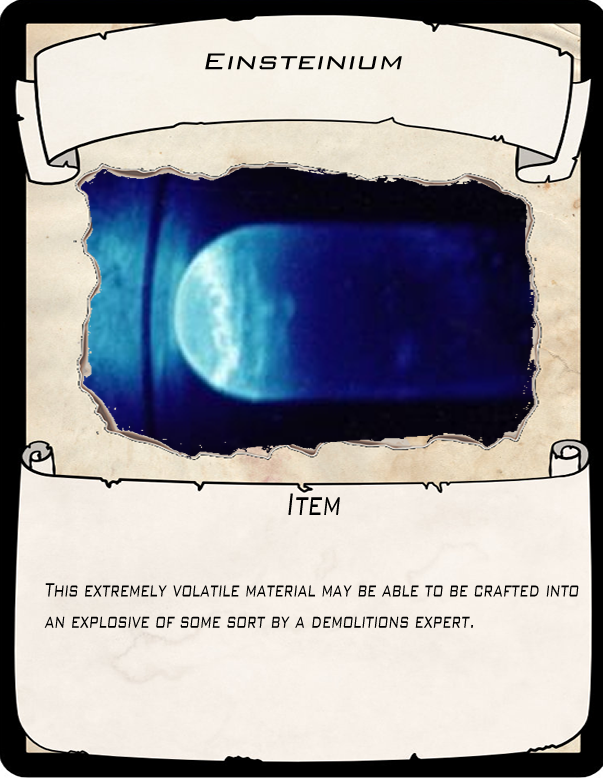 Einsteinium
Item
This extremely volatile material may be able to be crafted into
an explosive of some sort by a demolitions expert.